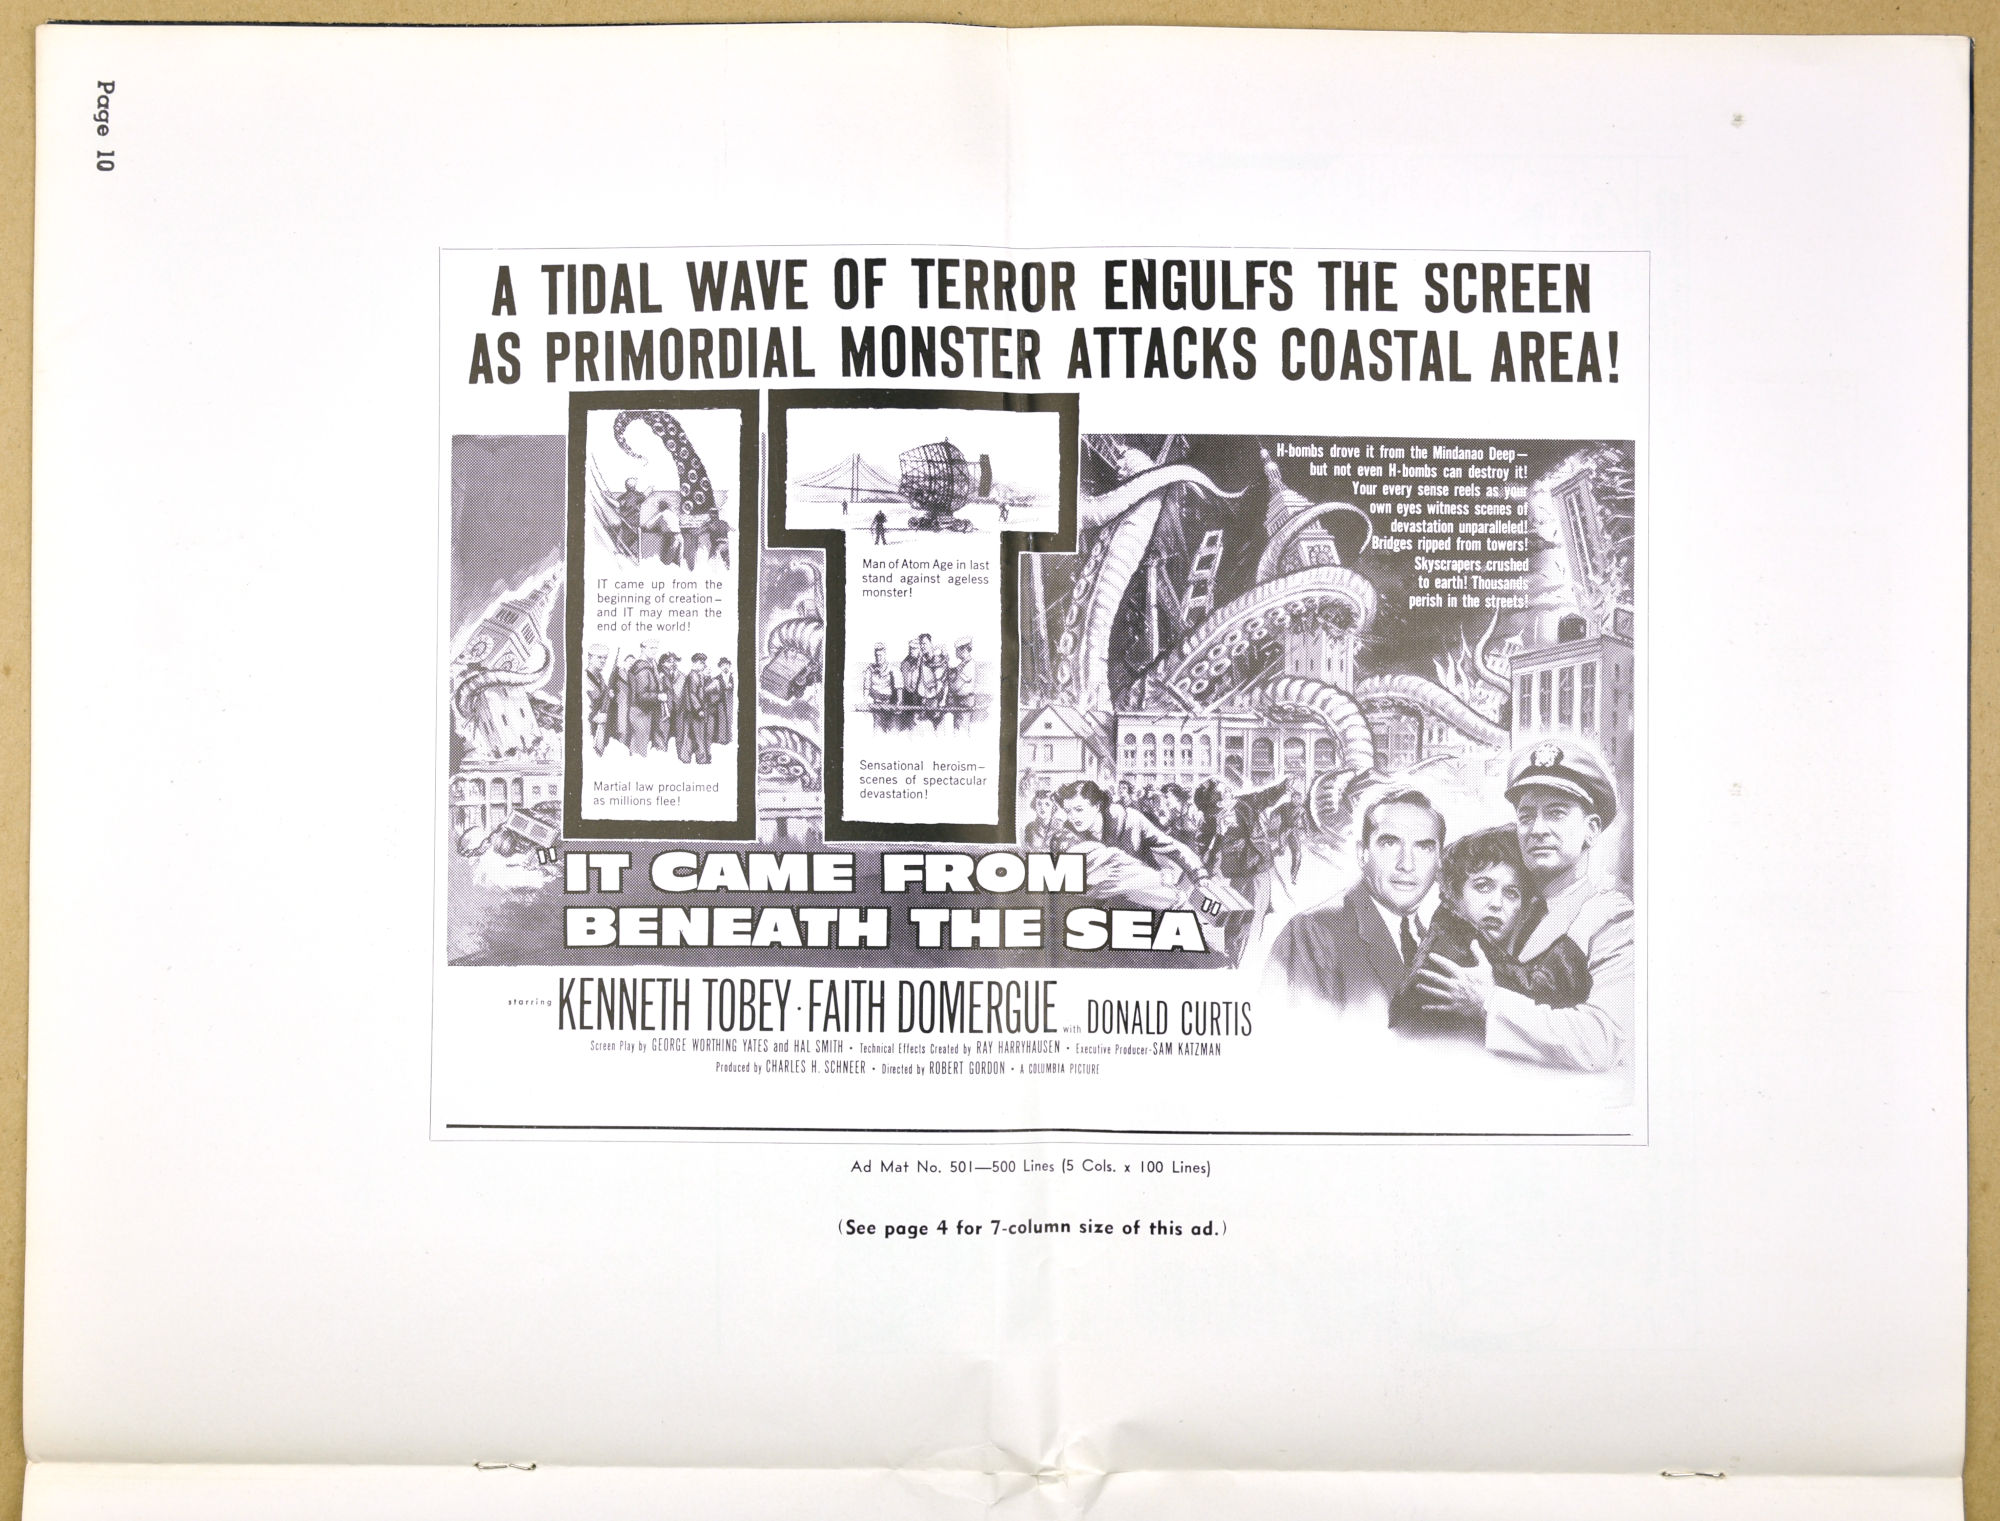 Page 10
A TIDAL WAVE OF TERROR ENGULFS THE SCREEN
AS PRIMORDIAL MONSTER ATTACKS COASTAL AREA!
IT
IT came up from the
beginning of creation—
and IT may mean the
end of the world!
Martial law proclaimed
as millions flee!
Man of Atom Age in last
stand against ageless
monster!
Sensational heroism—
scenes of spectacular
devastation!
H-bombs drove it from the Mindanao Deep—
but not even H-bombs can destroy it!
Your every sense reels as your
own eyes witness scenes of
devastation unparalleled!
Bridges ripped from towers!
Skyscrapers crushed
to earth! Thousands
perish in the streets!
"IT CAME FROM
BENEATH THE SEA"
starring KENNETH TOBEY · FAITH DOMERGUE with DONALD CURTIS
Screen Play by GEORGE WORTHING YATES and HAL SMITH • Technical Effects Created by RAY HARRYHAUSEN • Executive Producer-SAM KATZMAN
Produced by CHARLES H. SCHNEER • Directed by ROBERT GORDON • A COLUMBIA PICTURE
Ad Mat No. 501—500 Lines (5 Cols. x 100 Lines)
(See page 4 for 7-column size of this ad.)